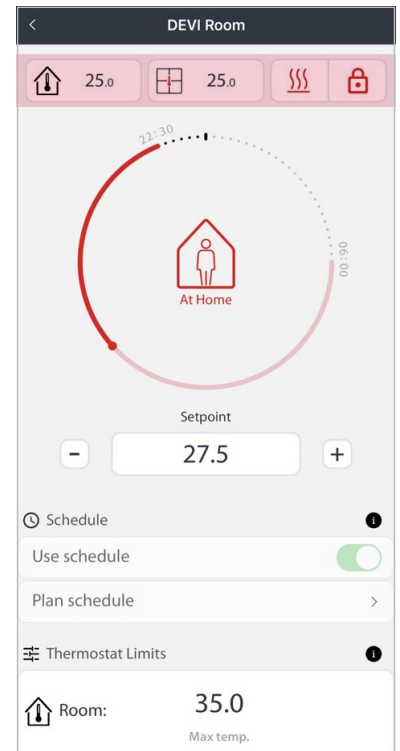 DEVI Room
25.0 25.0
22:30
06:00
At Home
Setpoint
- 27.5 +
Schedule
Use schedule
Plan schedule
Thermostat Limits
Room: 35.0
Max temp.